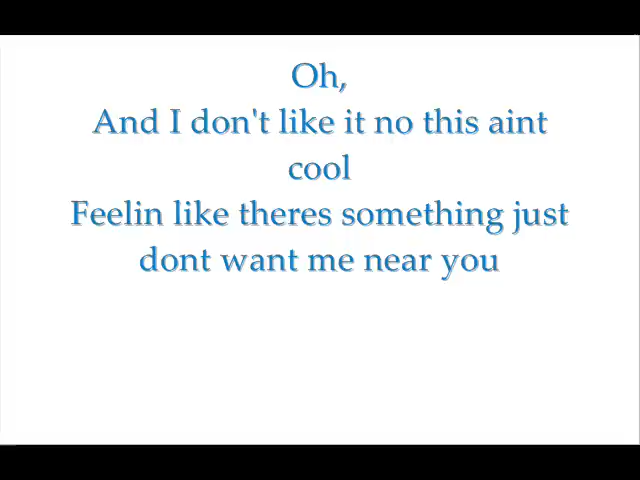 Oh,
And I don't like it no this aint
cool
Feelin like theres something just
dont want me near you